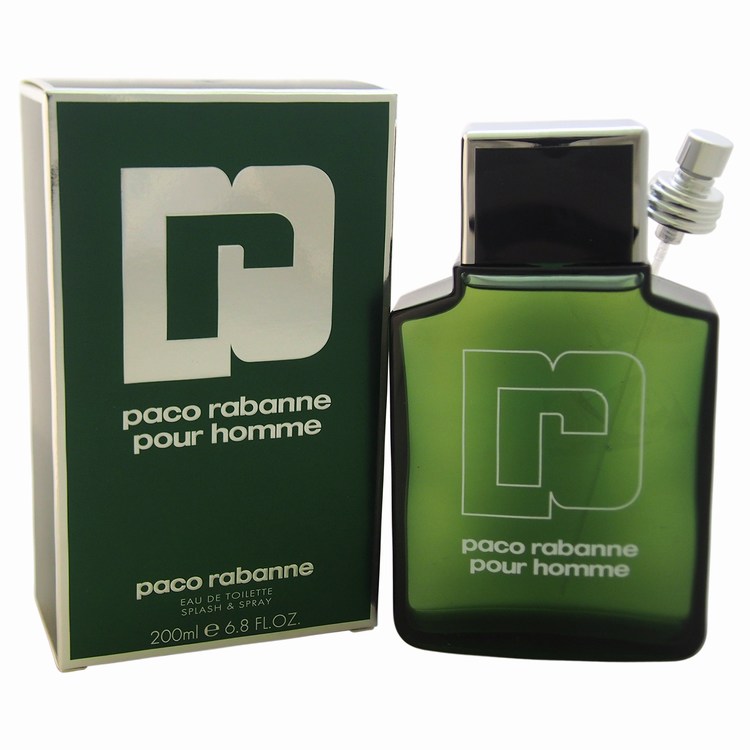 paco rabanne
pour homme
paco rabanne
EAU DE TOILETTE
SPLASH & SPRAY
200ml e 6.8 FL.OZ.
paco rabanne
pour homme